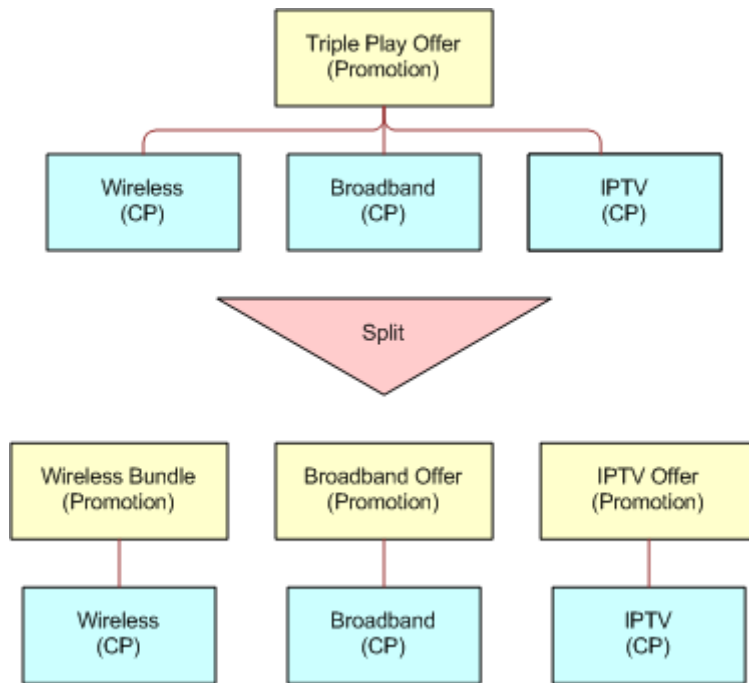 Triple Play Offer
(Promotion)
Wireless
(CP)
Broadband
(CP)
IPTV
(CP)
Split
Wireless Bundle
(Promotion)
Broadband Offer
(Promotion)
IPTV Offer
(Promotion)
Wireless
(CP)
Broadband
(CP)
IPTV
(CP)